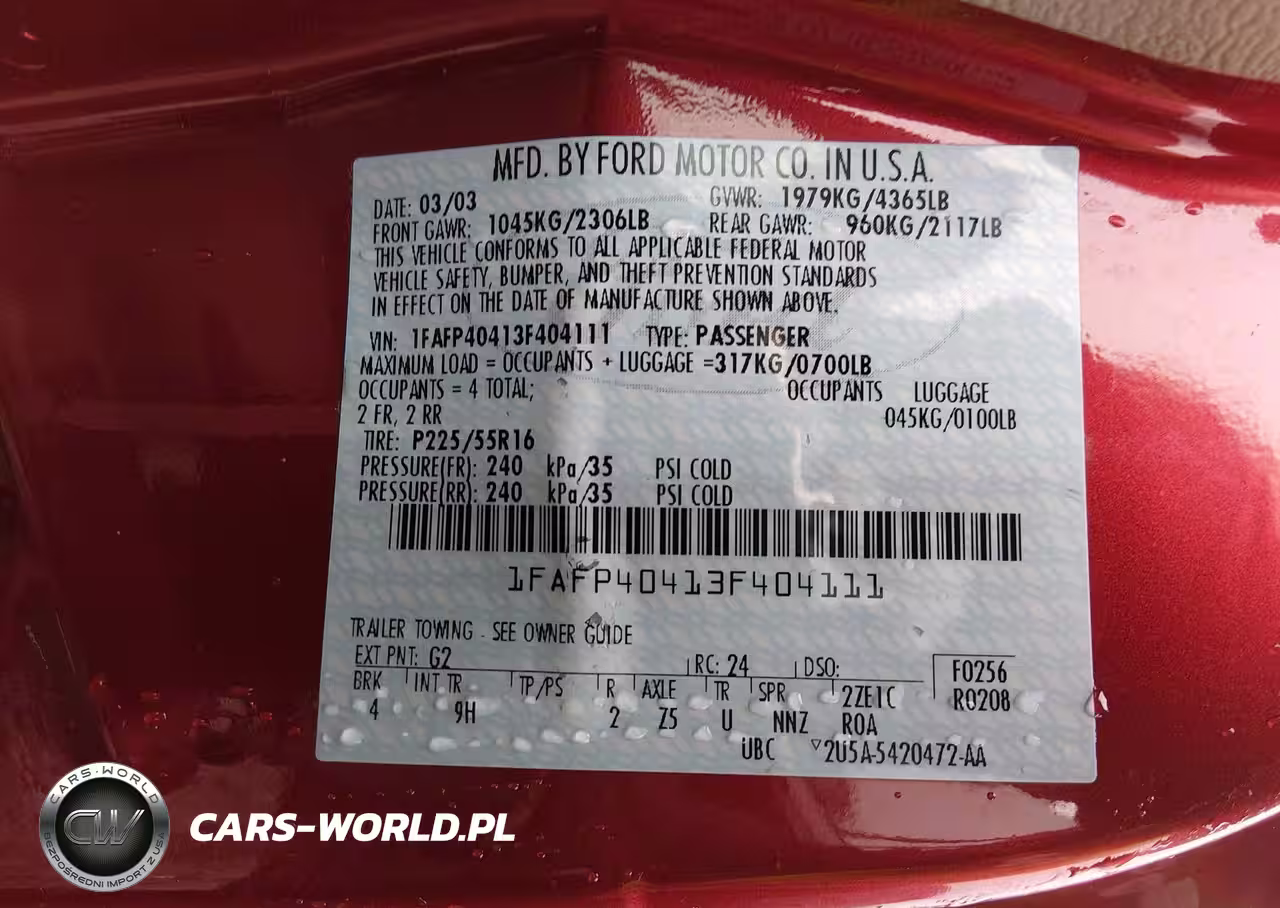 MFD. BY FORD MOTOR CO. IN U.S.A.
DATE: 03/03 GVWR: 1979KG/4365LB
FRONT GAWR: 1045KG/2306LB REAR GAWR: 960KG/2117LB
THIS VEHICLE CONFORMS TO ALL APPLICABLE FEDERAL MOTOR
VEHICLE SAFETY, BUMPER, AND THEFT PREVENTION STANDARDS
IN EFFECT ON THE DATE OF MANUFACTURE SHOWN ABOVE.
VIN: 1FAFP40413F404111 TYPE: PASSENGER
MAXIMUM LOAD = OCCUPANTS + LUGGAGE =317KG/0700LB
OCCUPANTS = 4 TOTAL; OCCUPANTS LUGGAGE
2 FR, 2 RR 045KG/0100LB
TIRE: P225/55R16
PRESSURE(FR): 240 kPa/35 PSI COLD
PRESSURE(RR): 240 kPa/35 PSI COLD
1FAFP40413F404111
TRAILER TOWING - SEE OWNER GUIDE
EXT PNT: G2 RC: 24 DSO: F0256
BRK INT TR TP/PS R AXLE TR SPR 2ZE1C R0208
4 9H 2 Z5 U NNZ ROA
UBC ▽2U5A-5420472-AA
CARS-WORLD
CW
BEZPOŚREDNI IMPORT Z USA
CARS-WORLD.PL